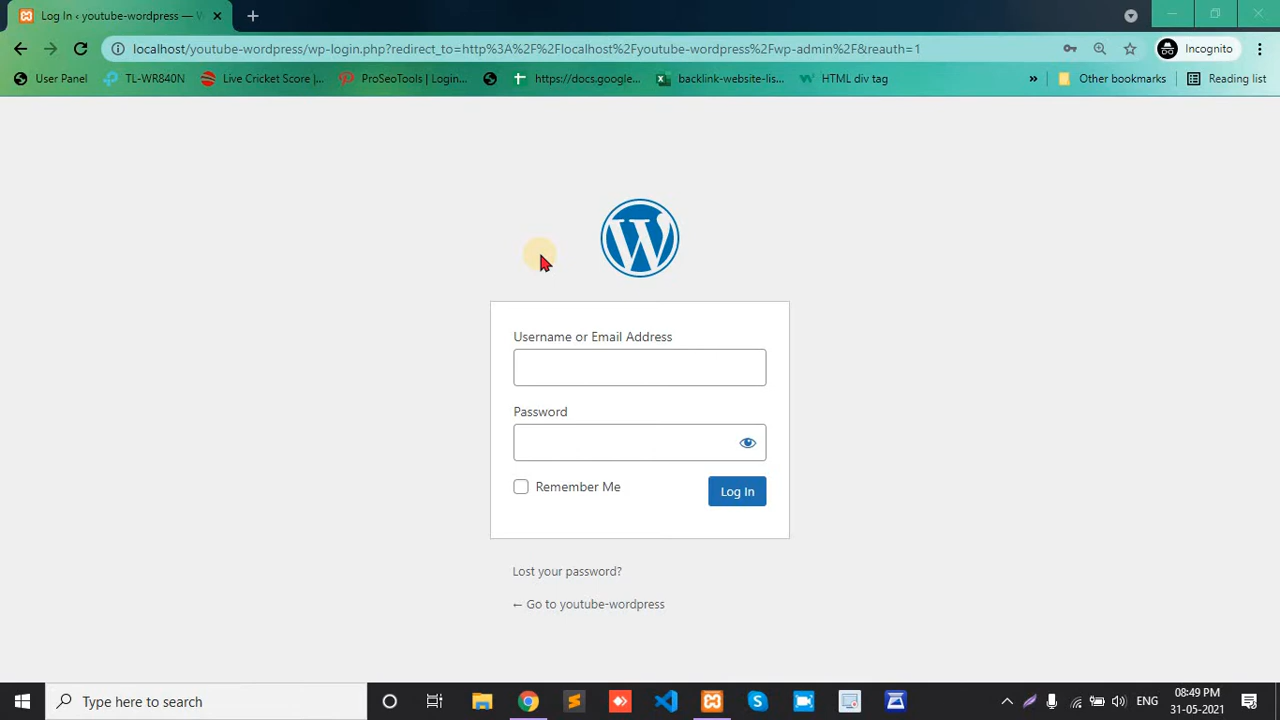 Log In ‹ youtube-wordpress — W
localhost/youtube-wordpress/wp-login.php?redirect_to=http%3A%2F%2Flocalhost%2Fyoutube-wordpress%2Fwp-admin%2F&reauth=1
Incognito
User Panel
TL-WR840N
Live Cricket Score |...
ProSeoTools | Login...
https://docs.google...
backlink-website-lis...
HTML div tag
»
Other bookmarks
Reading list
Username or Email Address
Password
Remember Me
Log In
Lost your password?
← Go to youtube-wordpress
Type here to search
ENG
08:49 PM
31-05-2021